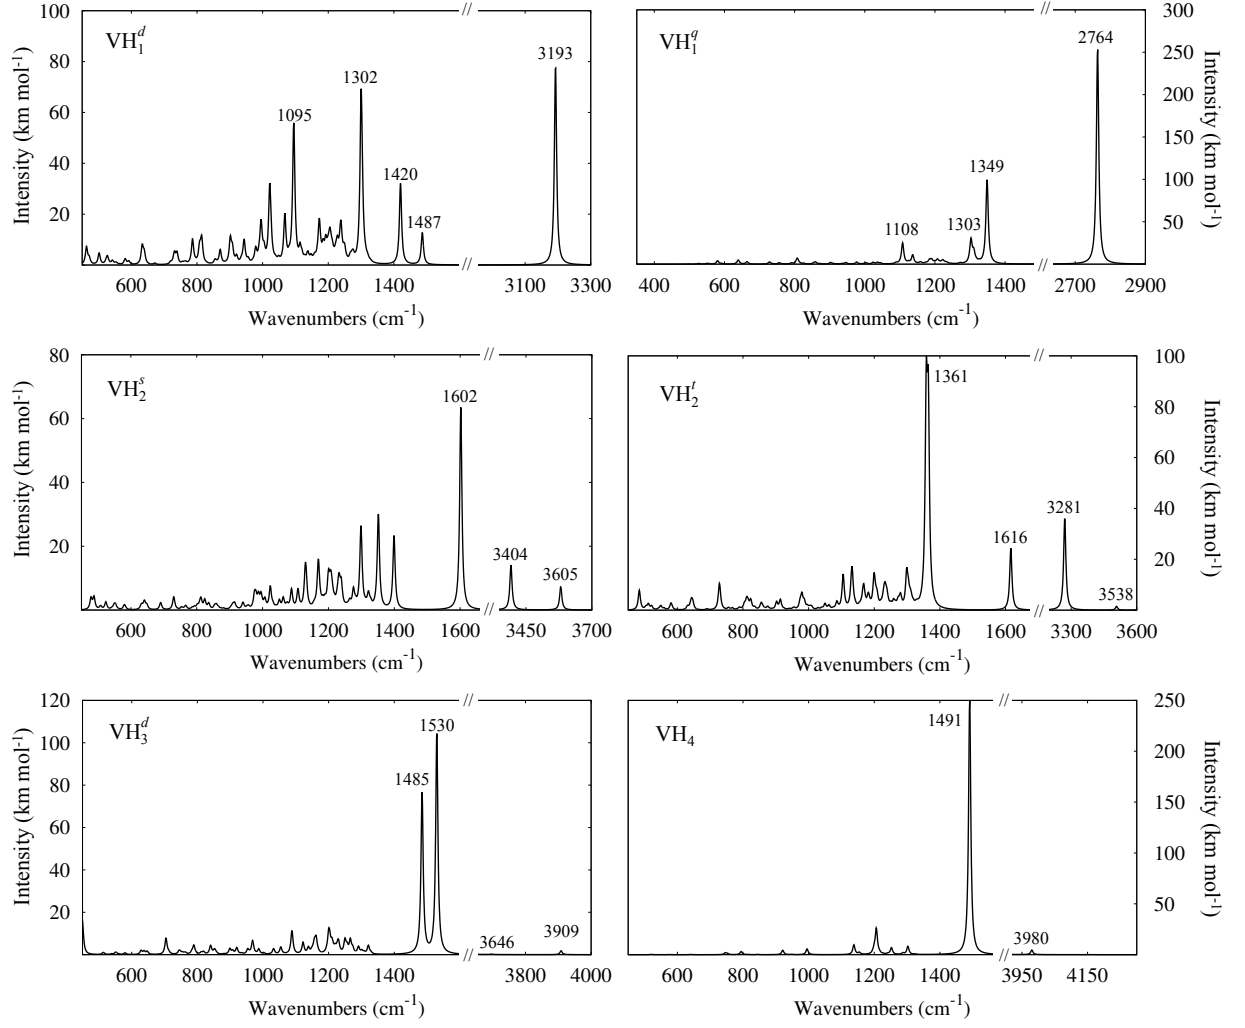 100
80
60
40
20
Intensity (km mol⁻¹)
VH₁ᵈ
1095
1302
1420
1487
3193
//
//
600 800 1000 1200 1400 3100 3300
Wavenumbers (cm⁻¹)
300
250
200
150
100
50
Intensity (km mol⁻¹)
VH₁^q
1108
1303
1349
2764
//
//
400 600 800 1000 1200 1400 2700 2900
Wavenumbers (cm⁻¹)
80
60
40
20
Intensity (km mol⁻¹)
VH₂ˢ
1602
3404
3605
//
//
600 800 1000 1200 1400 1600 3450 3700
Wavenumbers (cm⁻¹)
100
80
60
40
20
Intensity (km mol⁻¹)
VH₂ᵗ
1361
1616
3281
3538
//
//
600 800 1000 1200 1400 1600 3300 3600
Wavenumbers (cm⁻¹)
120
100
80
60
40
20
Intensity (km mol⁻¹)
VH₃ᵈ
1485
1530
3646
3909
//
//
600 800 1000 1200 1400 3800 4000
Wavenumbers (cm⁻¹)
250
200
150
100
50
Intensity (km mol⁻¹)
VH₄
1491
3980
//
//
600 800 1000 1200 1400 3950 4150
Wavenumbers (cm⁻¹)